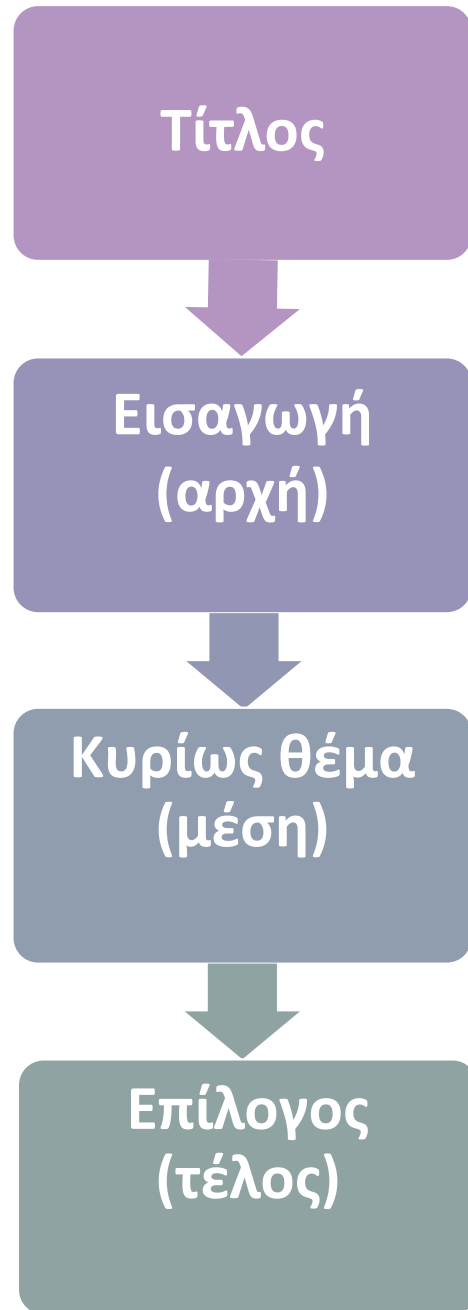 Τίτλος
Εισαγωγή
(αρχή)
Κυρίως θέμα
(μέση)
Επίλογος
(τέλος)